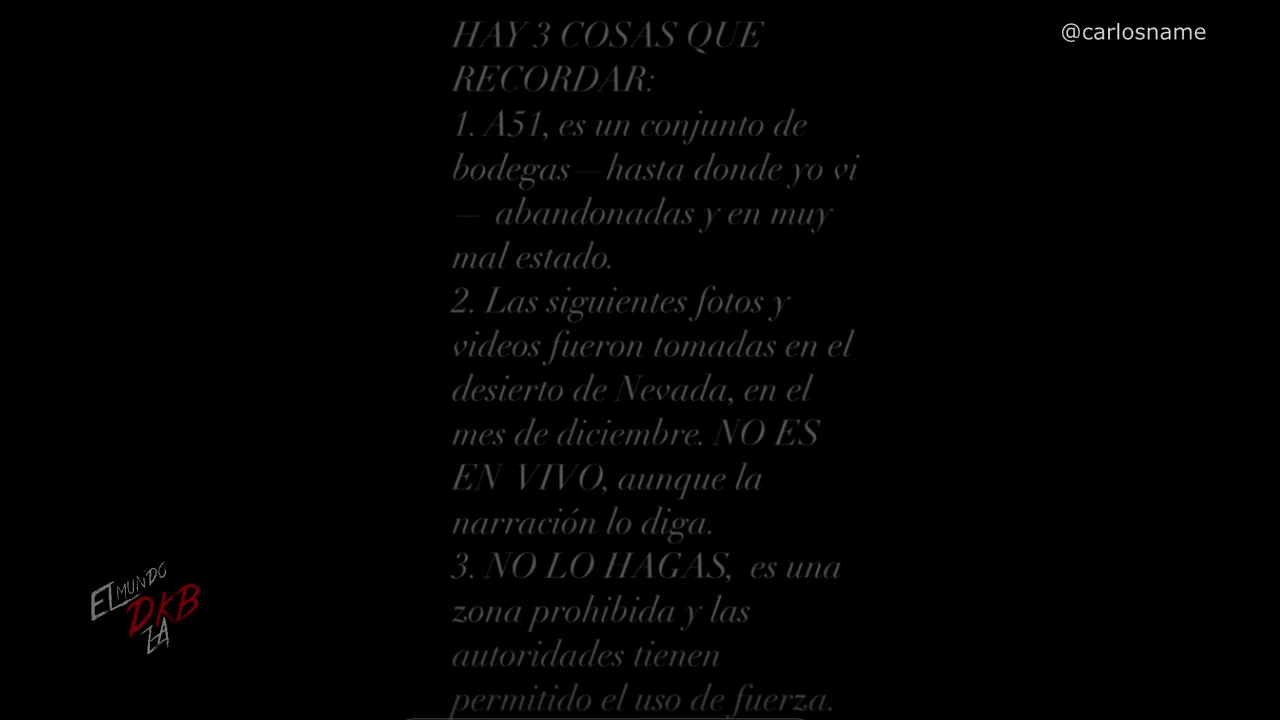 HAY 3 COSAS QUE
RECORDAR:
1. A51, es un conjunto de
bodegas—hasta donde yo vi
— abandonadas y en muy
mal estado.
2. Las siguientes fotos y
videos fueron tomadas en el
desierto de Nevada, en el
mes de diciembre. NO ES
EN VIVO, aunque la
narración lo diga.
3. NO LO HAGAS, es una
zona prohibida y las
autoridades tienen
permitido el uso de fuerza.
@carlosname
EL MUNDO
DKB
ZA